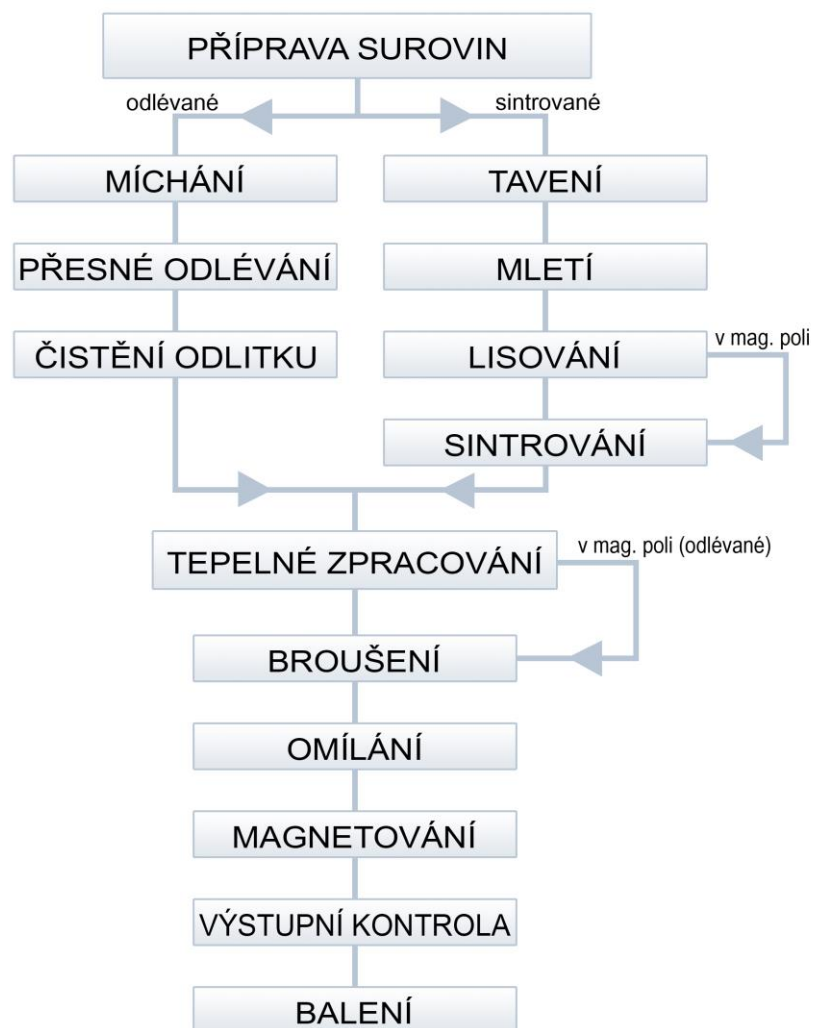 PŘÍPRAVA SUROVIN
odlévané
sintrované
MÍCHÁNÍ
TAVENÍ
PŘESNÉ ODLÉVÁNÍ
MLETÍ
ČISTĚNÍ ODLITKU
LISOVÁNÍ
v mag. poli
SINTROVÁNÍ
TEPELNÉ ZPRACOVÁNÍ
v mag. poli (odlévané)
BROUŠENÍ
OMÍLÁNÍ
MAGNETOVÁNÍ
VÝSTUPNÍ KONTROLA
BALENÍ